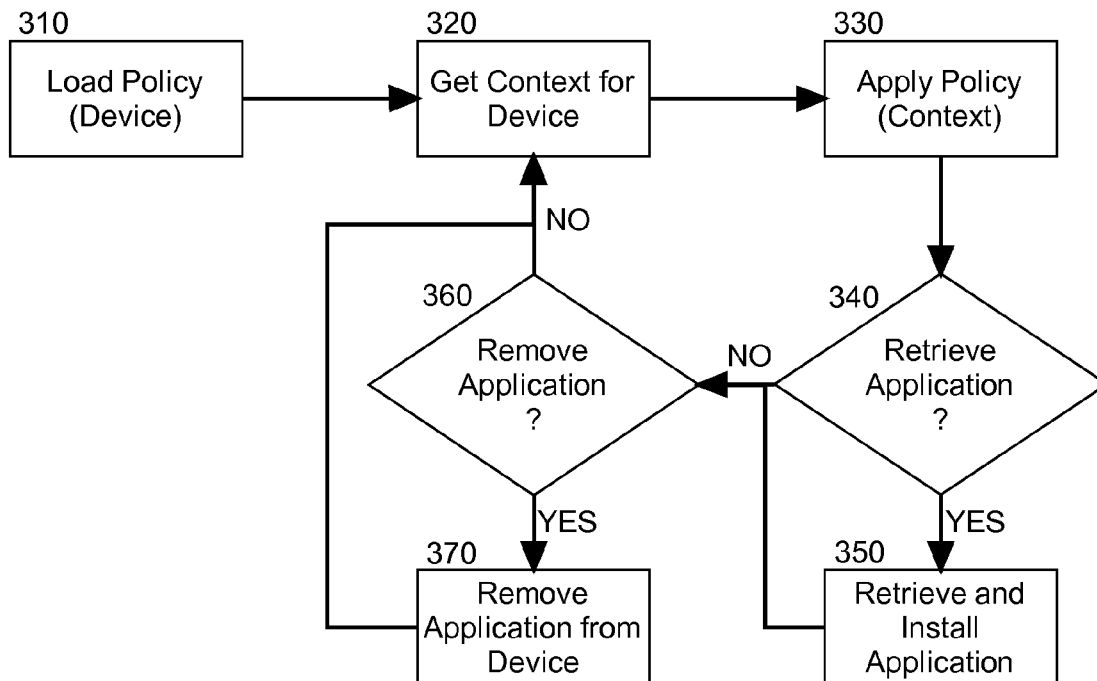 310
Load Policy
(Device)
320
Get Context for
Device
330
Apply Policy
(Context)
NO
360
Remove
Application
?
NO
340
Retrieve
Application
?
YES
370
Remove
Application from
Device
YES
350
Retrieve and
Install
Application